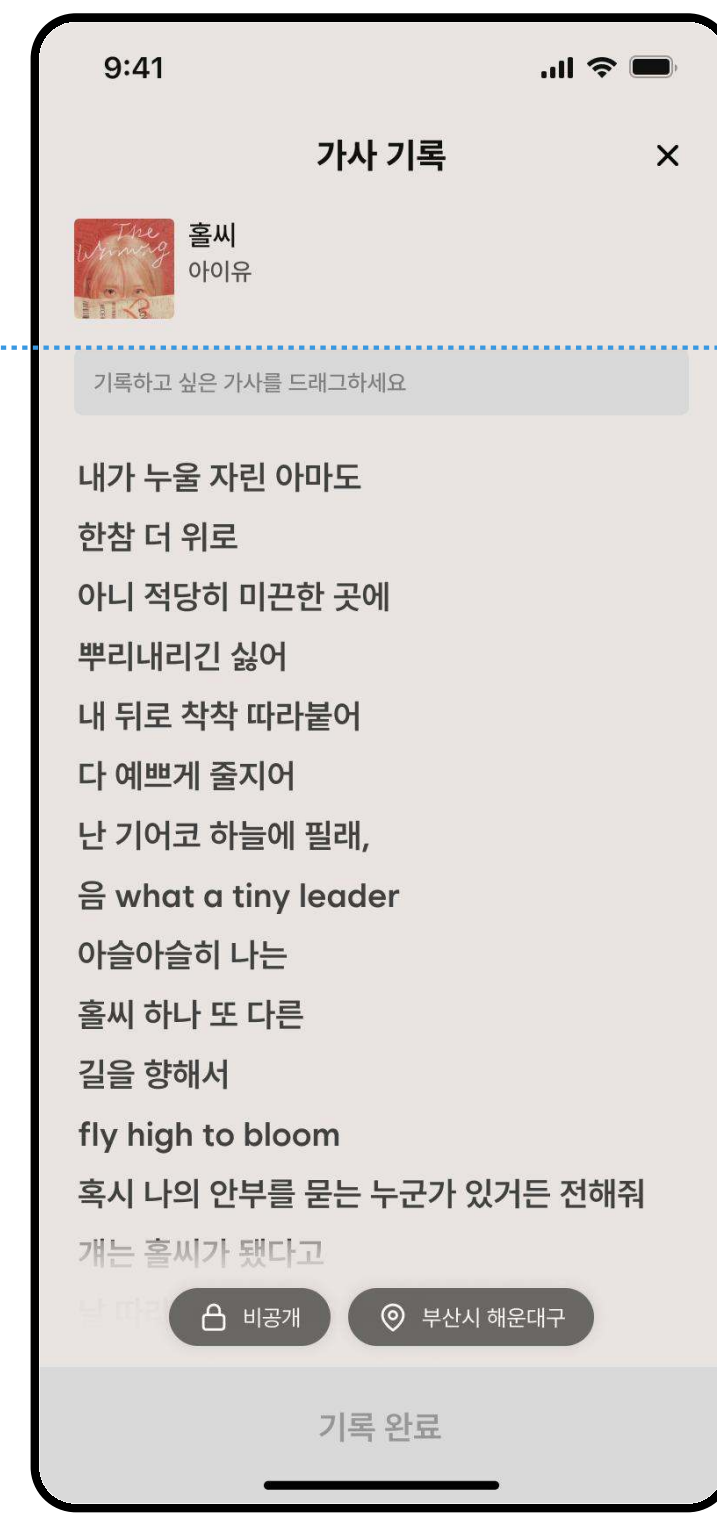 9:41
가사 기록
The
Winning
홀씨
아이유
기록하고 싶은 가사를 드래그하세요
내가 누울 자린 아마도
한참 더 위로
아니 적당히 미끈한 곳에
뿌리내리긴 싫어
내 뒤로 착착 따라붙어
다 예쁘게 줄지어
난 기어코 하늘에 필래,
음 what a tiny leader
아슬아슬히 나는
홀씨 하나 또 다른
길을 향해서
fly high to bloom
혹시 나의 안부를 묻는 누군가 있거든 전해줘
걔는 홀씨가 됐다고
날 따라
비공개
부산시 해운대구
기록 완료